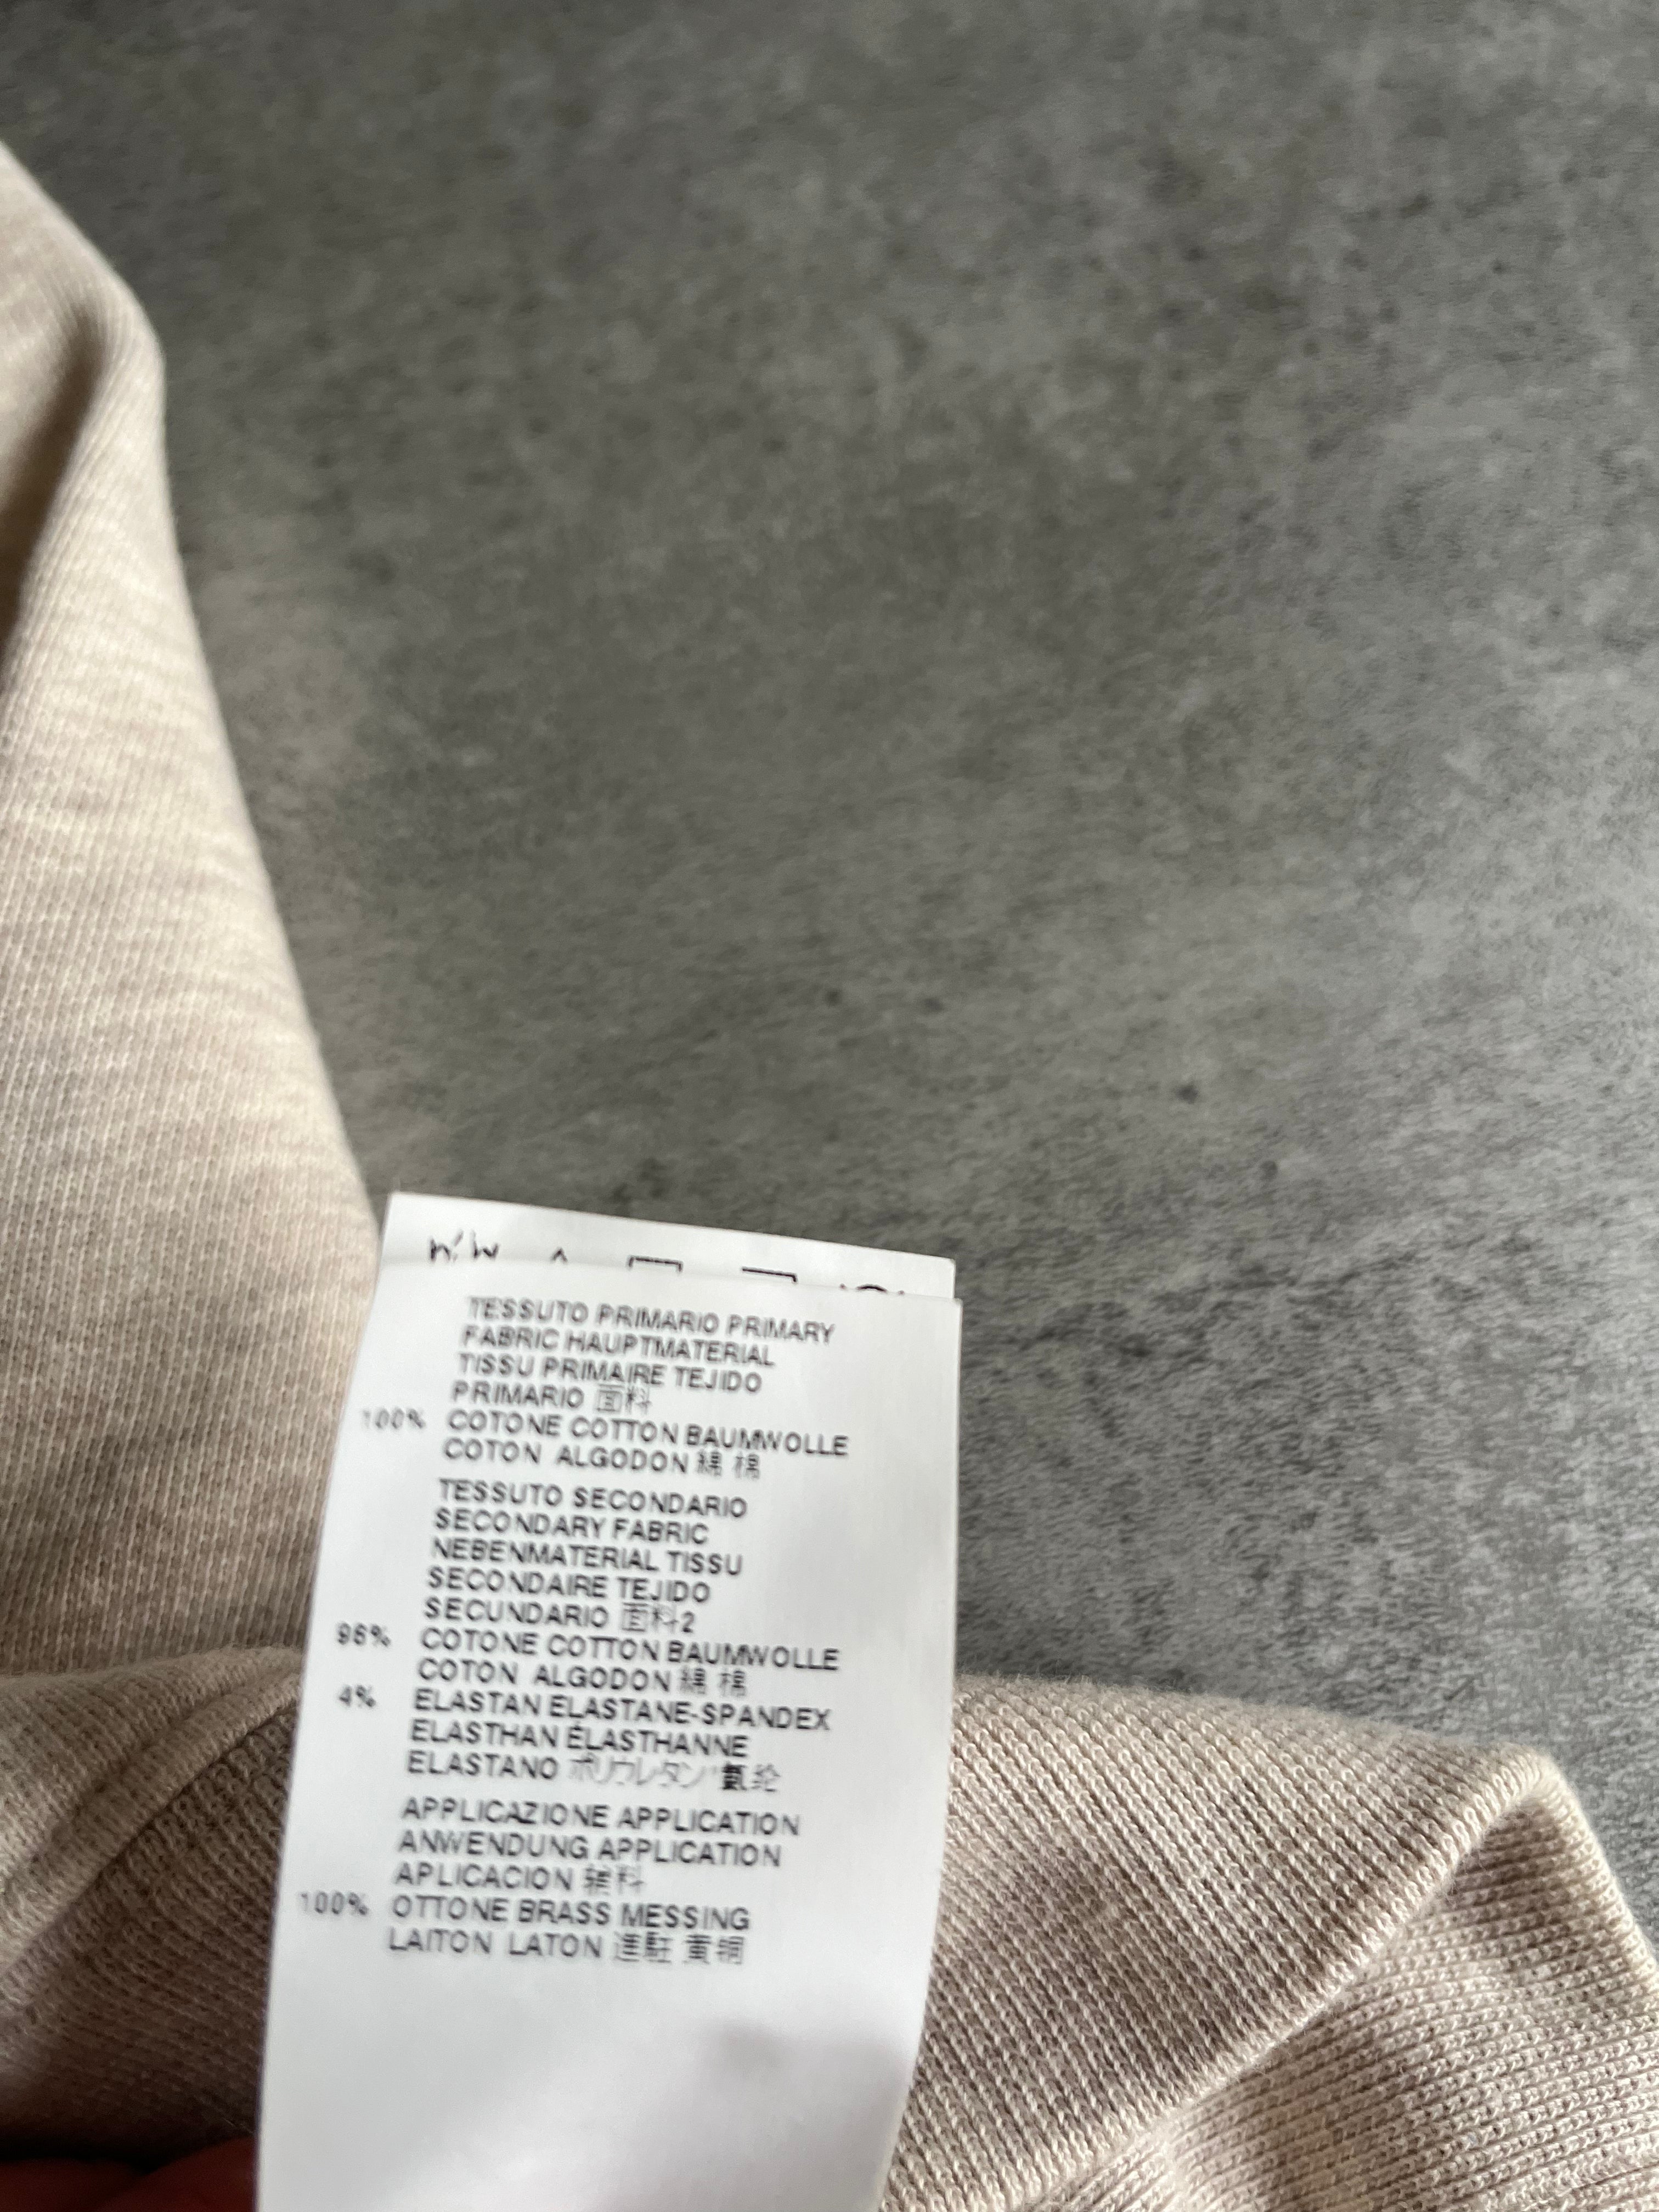 TESSUTO PRIMARIO PRIMARY
FABRIC HAUPTMATERIAL
TISSU PRIMAIRE TEJIDO
PRIMARIO 面料
100% COTONE COTTON BAUMWOLLE
COTON ALGODON 綿 棉
TESSUTO SECONDARIO
SECONDARY FABRIC
NEBENMATERIAL TISSU
SECONDAIRE TEJIDO
SECUNDARIO 面料2
96% COTONE COTTON BAUMWOLLE
COTON ALGODON 綿 棉
4% ELASTAN ELASTANE-SPANDEX
ELASTHAN ÉLASTHANNE
ELASTANO ポリウレタン 氨纶
APPLICAZIONE APPLICATION
ANWENDUNG APPLICATION
APLICACION 辅料
100% OTTONE BRASS MESSING
LAITON LATON 黄铜